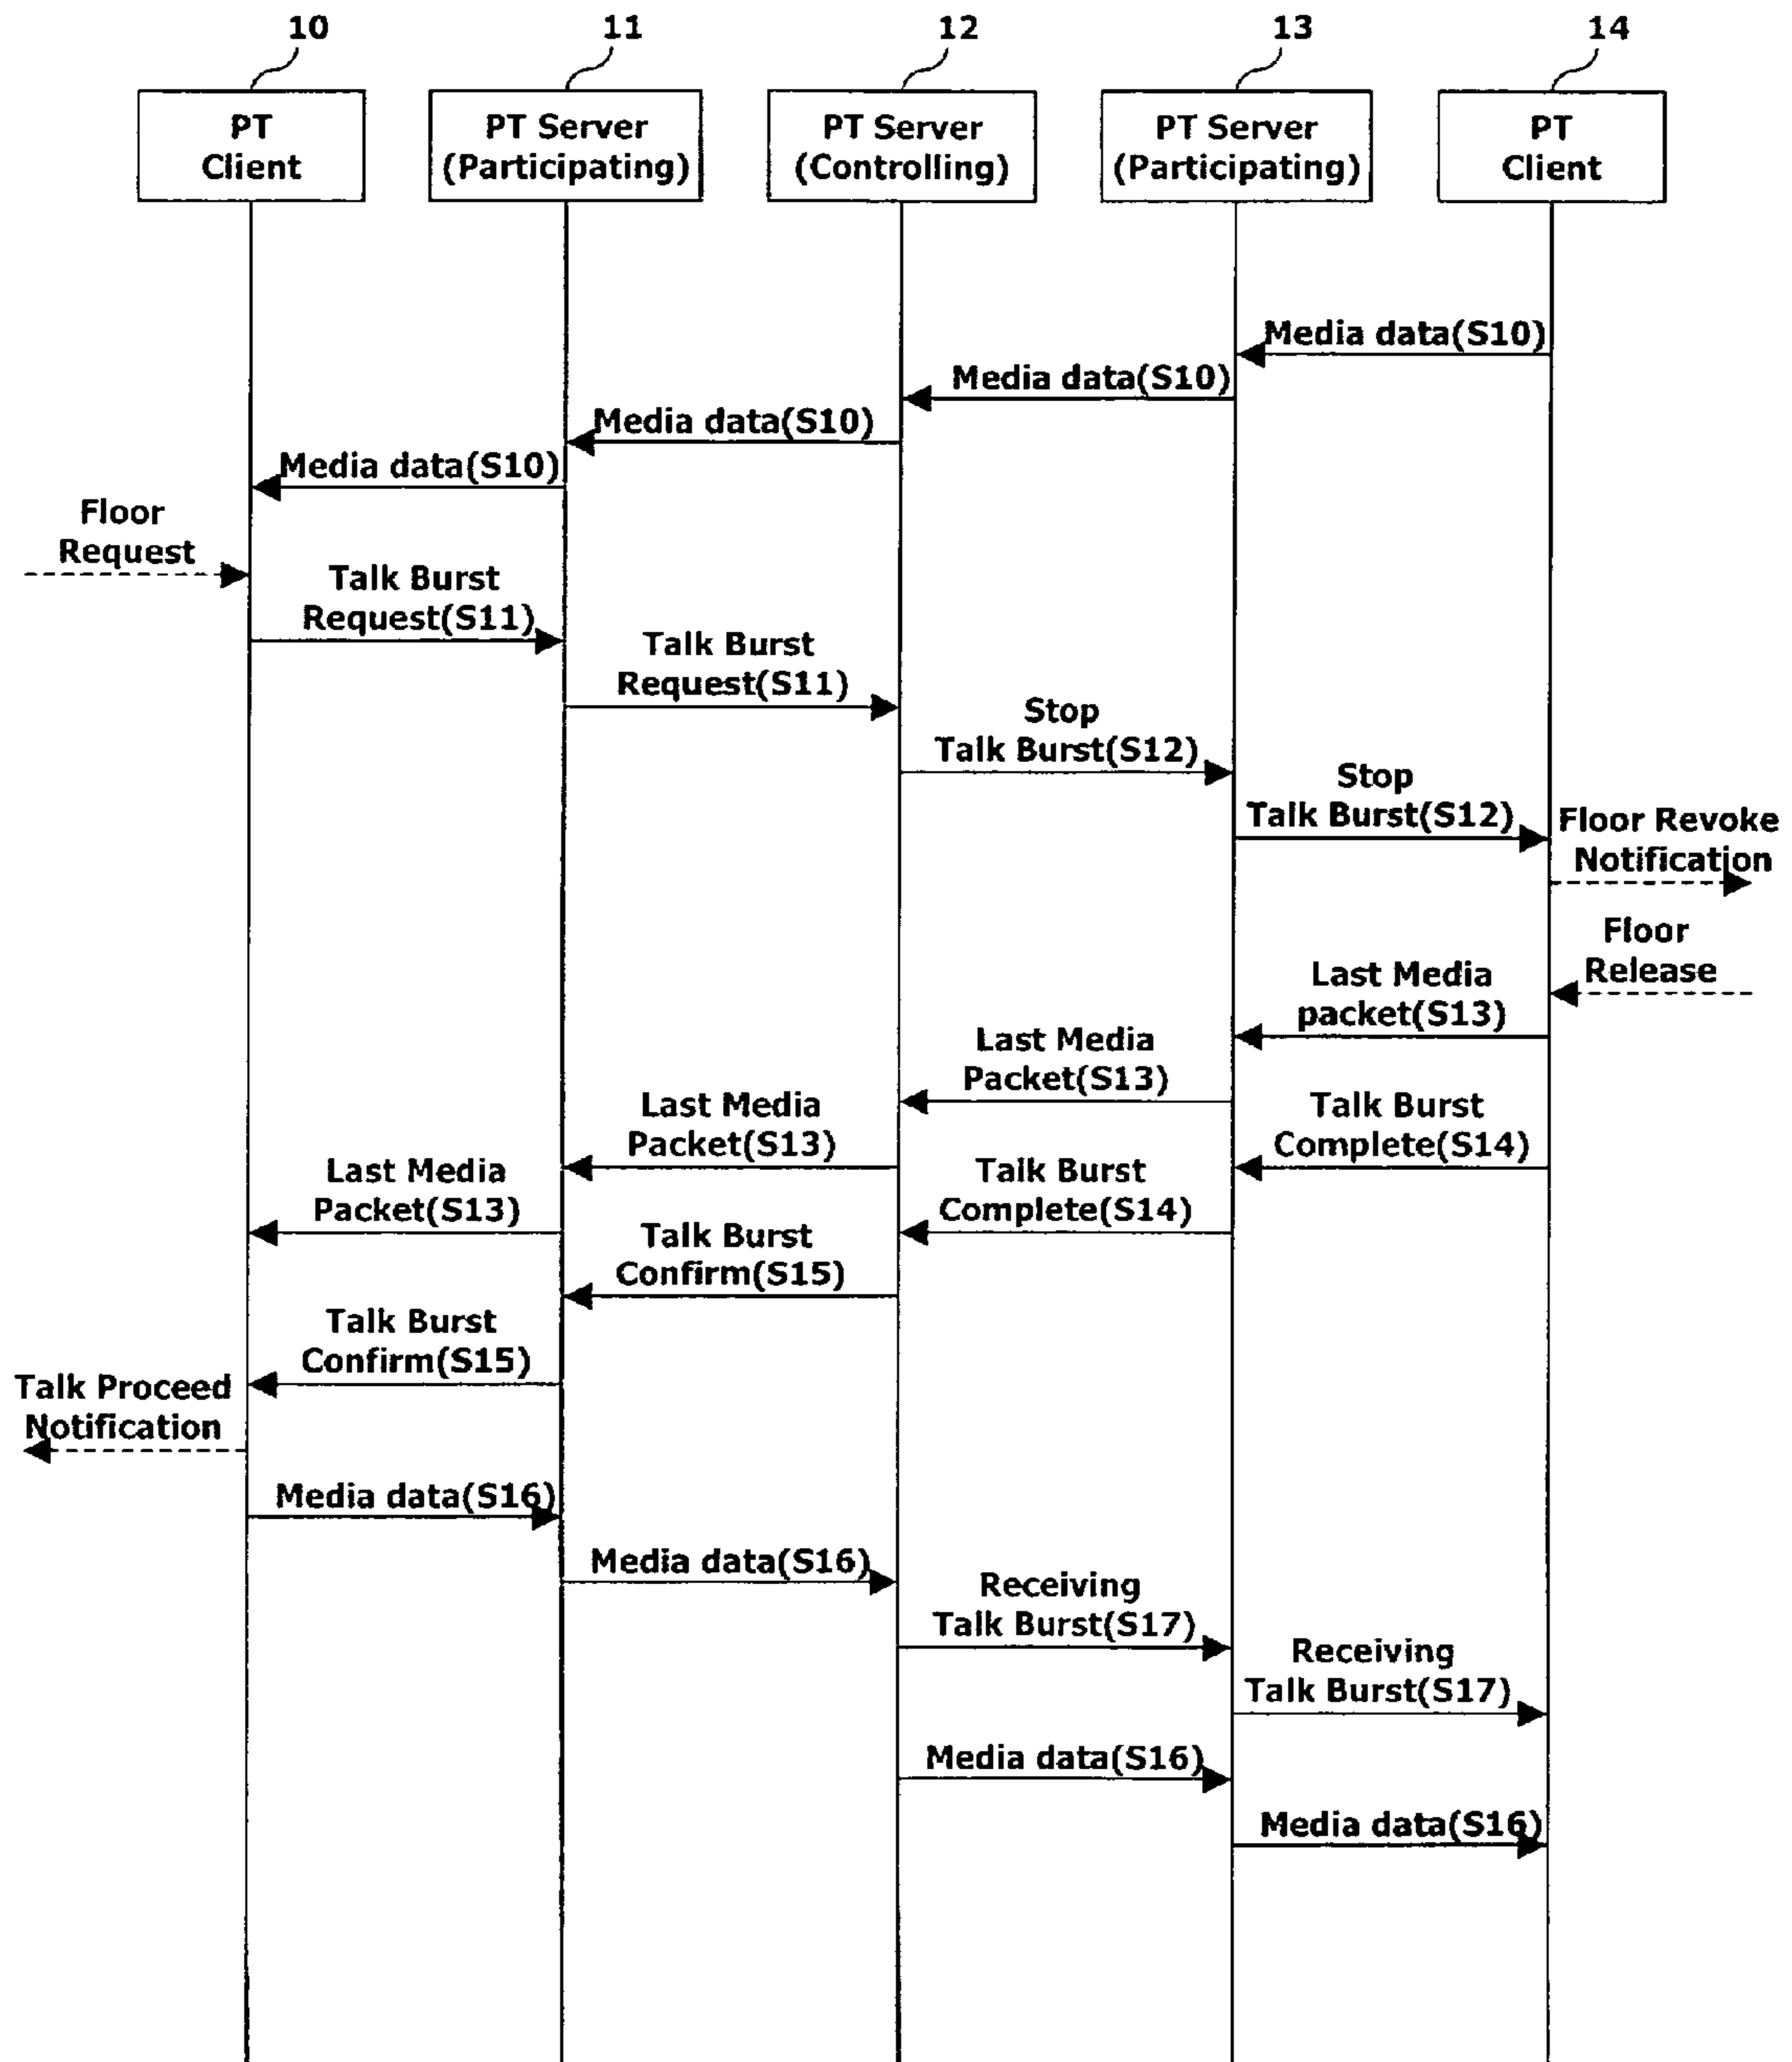 10
11
12
13
14
PT
Client
PT Server
(Participating)
PT Server
(Controlling)
PT Server
(Participating)
PT
Client
Media data(S10)
Media data(S10)
Media data(S10)
Media data(S10)
Floor
Request
Talk Burst
Request(S11)
Talk Burst
Request(S11)
Stop
Talk Burst(S12)
Stop
Talk Burst(S12)
Floor Revoke
Notification
Floor
Release
Last Media
packet(S13)
Last Media
Packet(S13)
Last Media
Packet(S13)
Talk Burst
Complete(S14)
Last Media
Packet(S13)
Talk Burst
Complete(S14)
Talk Burst
Confirm(S15)
Talk Burst
Confirm(S15)
Talk Proceed
Notification
Media data(S16)
Media data(S16)
Receiving
Talk Burst(S17)
Receiving
Talk Burst(S17)
Media data(S16)
Media data(S16)